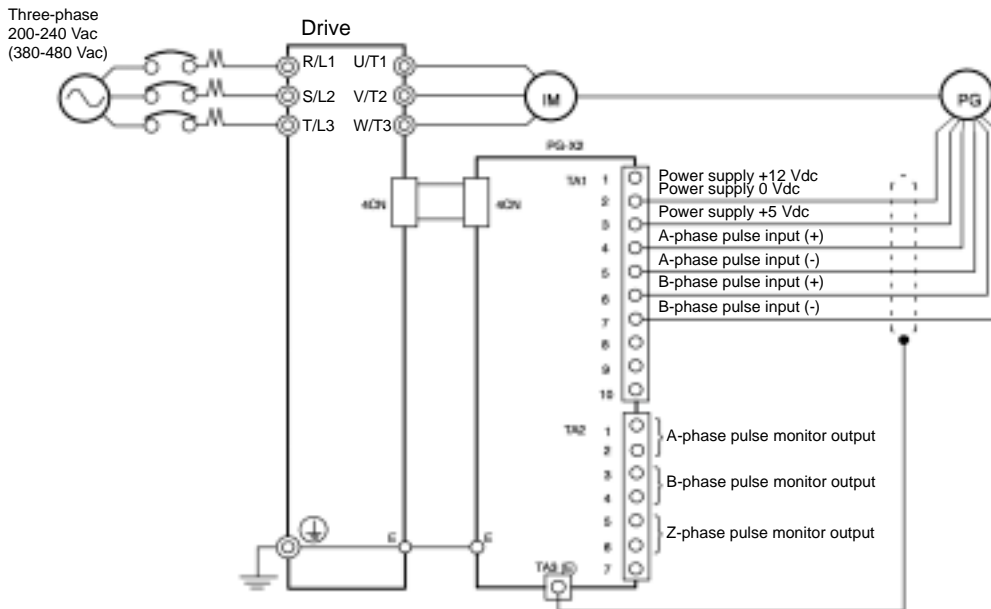 Three-phase
200-240 Vac
(380-480 Vac)
Drive
R/L1 U/T1
S/L2 V/T2
T/L3 W/T3
IM
PG
PG-X2
4CN
4CN
TA1
1 Power supply +12 Vdc
2 Power supply 0 Vdc
3 Power supply +5 Vdc
4 A-phase pulse input (+)
5 A-phase pulse input (-)
6 B-phase pulse input (+)
7 B-phase pulse input (-)
8
9
10
TA2
1
2
A-phase pulse monitor output
3
4
B-phase pulse monitor output
5
6
Z-phase pulse monitor output
7
E
E
TA3 (E)